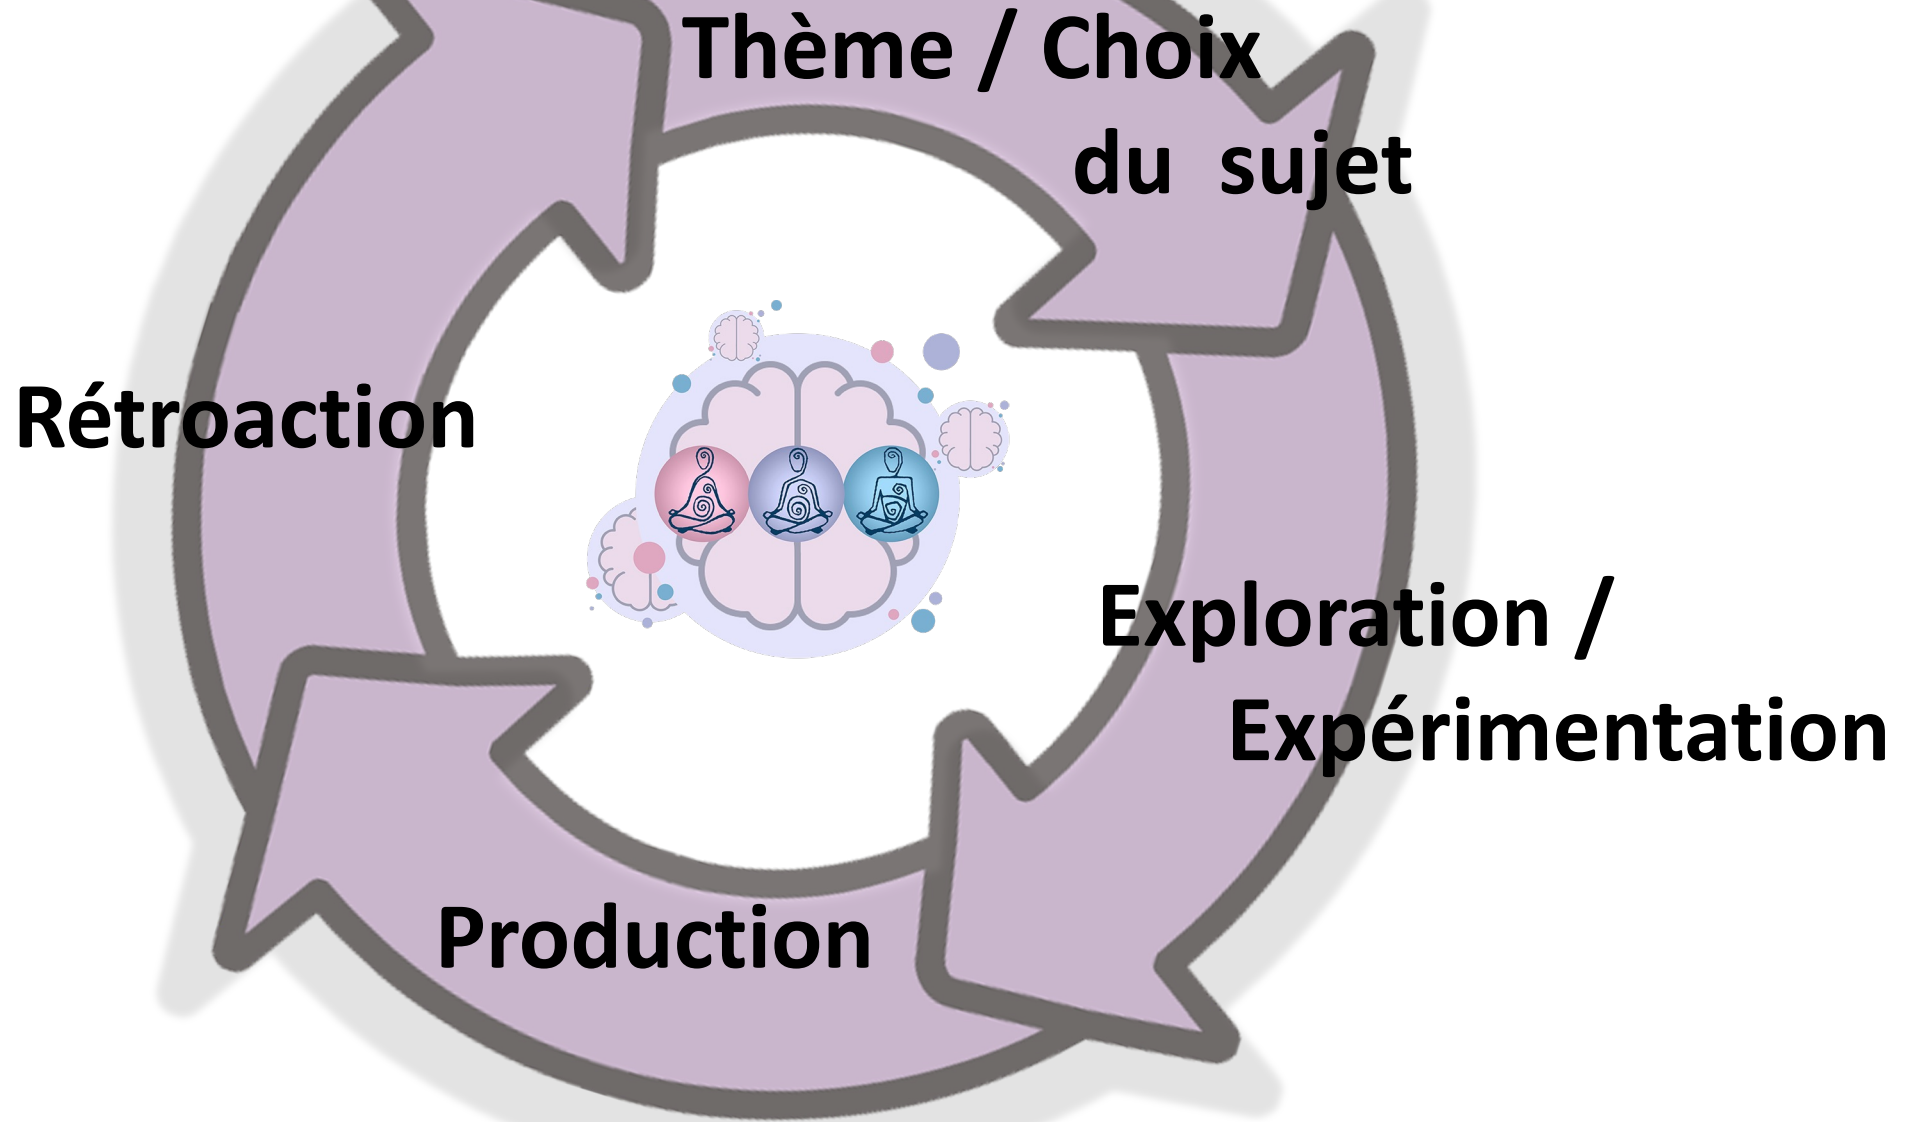 Thème / Choix
du sujet
Rétroaction
Exploration /
Expérimentation
Production